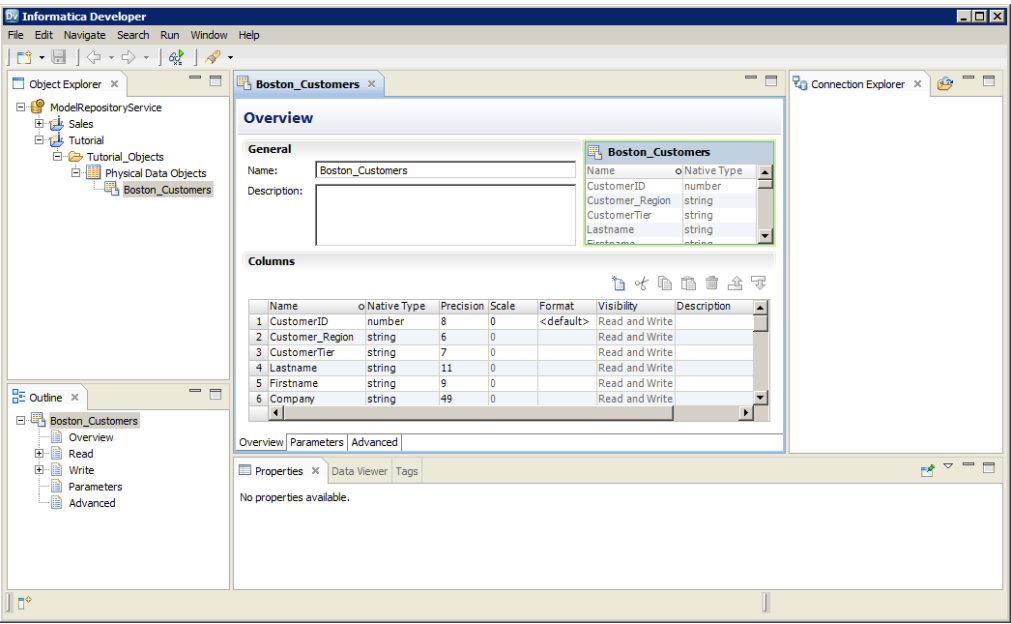 Informatica Developer
File Edit Navigate Search Run Window Help
Object Explorer
ModelRepositoryService
Sales
Tutorial
Tutorial_Objects
Physical Data Objects
Boston_Customers
Outline
Boston_Customers
Overview
Read
Write
Parameters
Advanced
Boston_Customers
Overview
General
Name: Boston_Customers
Description:
Boston_Customers
Name Native Type
CustomerID number
Customer_Region string
CustomerTier string
Lastname string
Firstname string
Columns
Name Native Type Precision Scale Format Visibility Description
1 CustomerID number 8 0 <default> Read and Write
2 Customer_Region string 6 0 Read and Write
3 CustomerTier string 7 0 Read and Write
4 Lastname string 11 0 Read and Write
5 Firstname string 9 0 Read and Write
6 Company string 49 0 Read and Write
Overview Parameters Advanced
Properties Data Viewer Tags
No properties available.
Connection Explorer